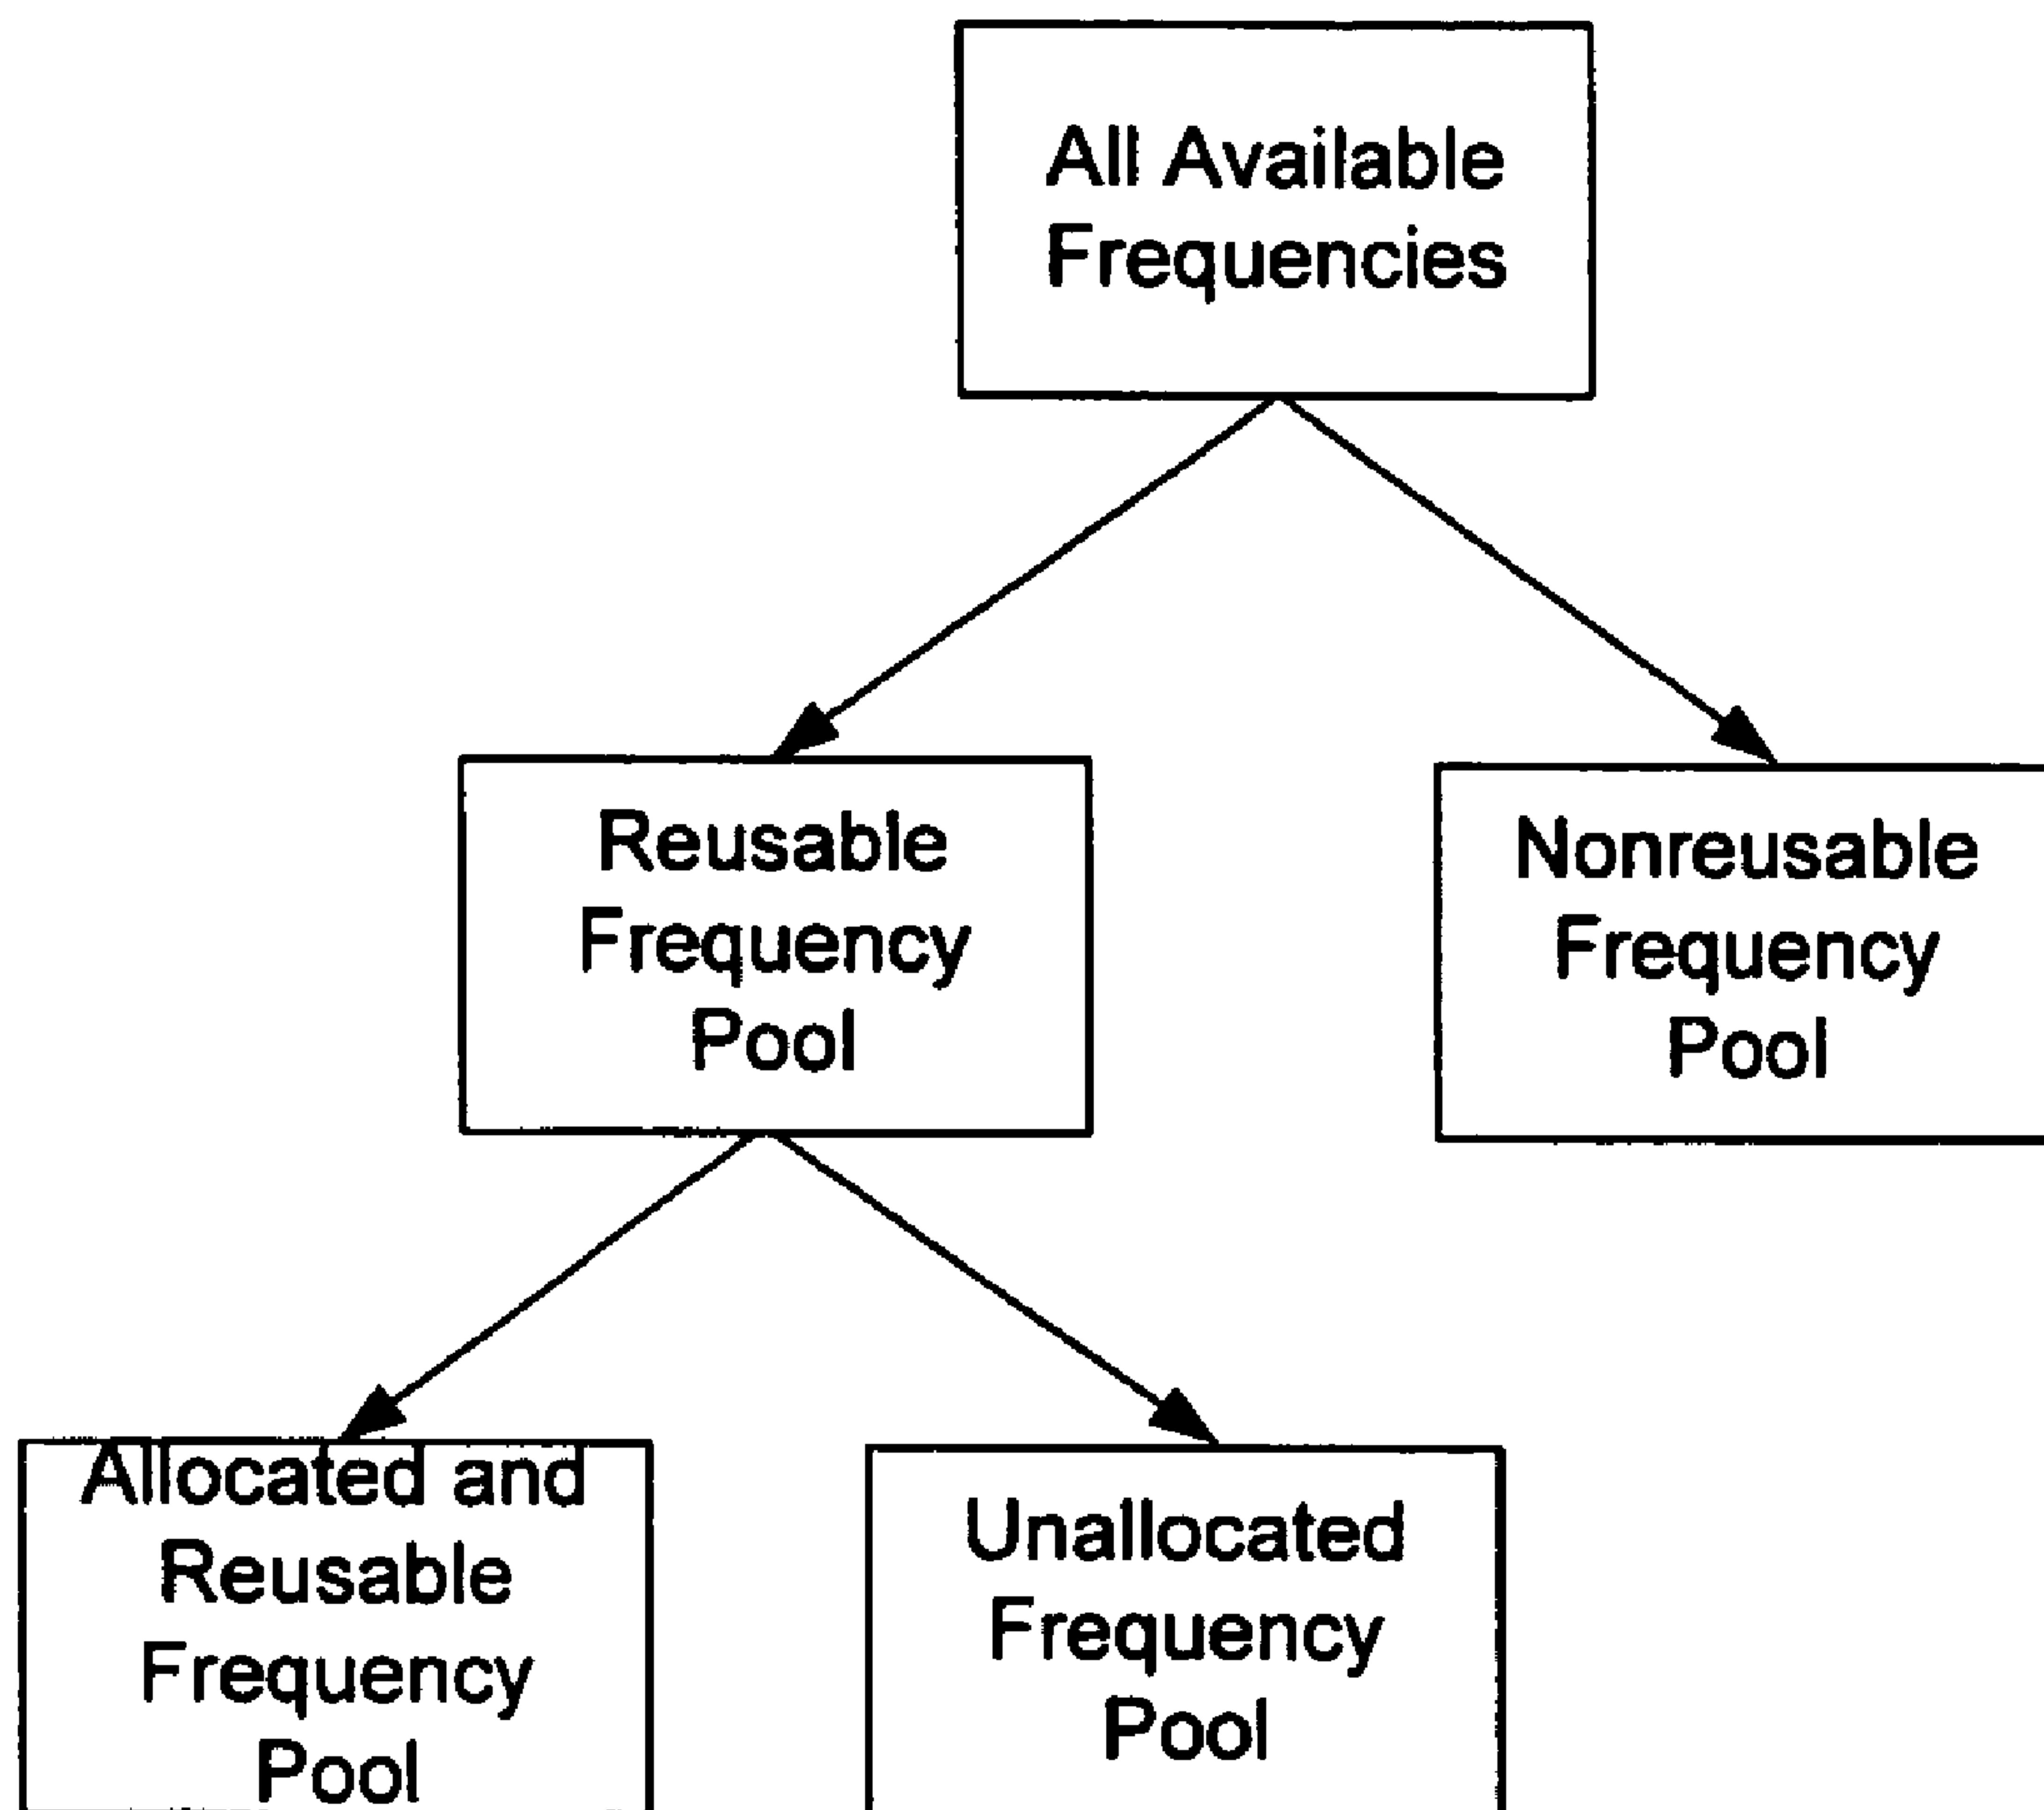 All Available
Frequencies
Reusable
Frequency
Pool
Nonreusable
Frequency
Pool
Allocated and
Reusable
Frequency
Pool
Unallocated
Frequency
Pool